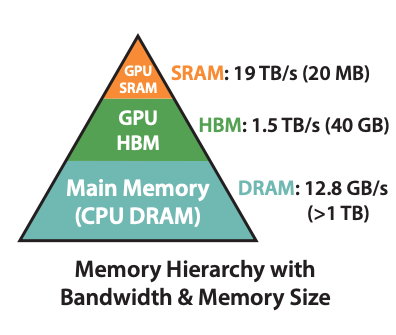 GPU
SRAM
SRAM: 19 TB/s (20 MB)
GPU
HBM
HBM: 1.5 TB/s (40 GB)
Main Memory
(CPU DRAM)
DRAM: 12.8 GB/s
(>1 TB)
Memory Hierarchy with
Bandwidth & Memory Size